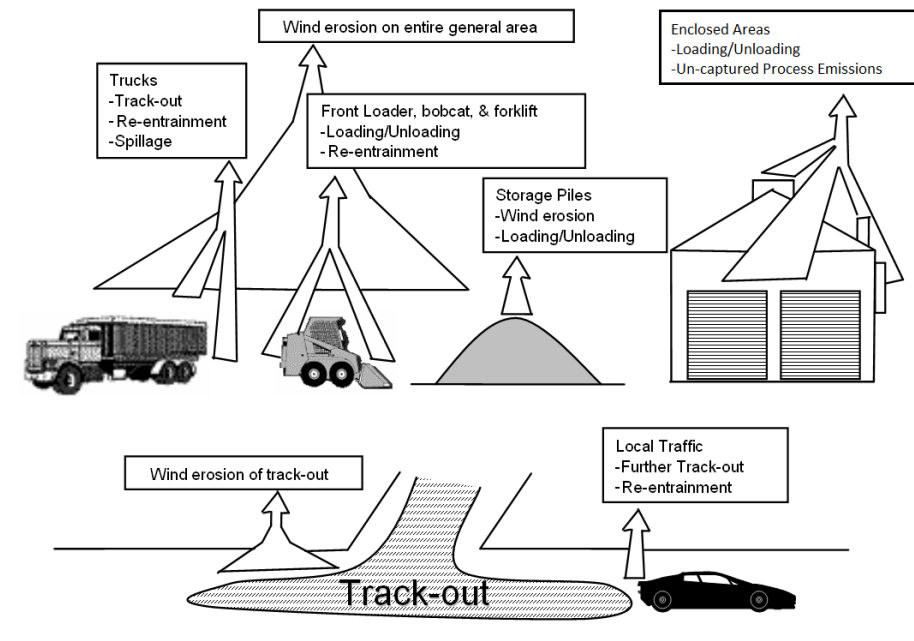 Wind erosion on entire general area
Enclosed Areas
-Loading/Unloading
-Un-captured Process Emissions
Trucks
-Track-out
-Re-entrainment
-Spillage
Front Loader, bobcat, & forklift
-Loading/Unloading
-Re-entrainment
Storage Piles
-Wind erosion
-Loading/Unloading
Wind erosion of track-out
Local Traffic
-Further Track-out
-Re-entrainment
Track-out